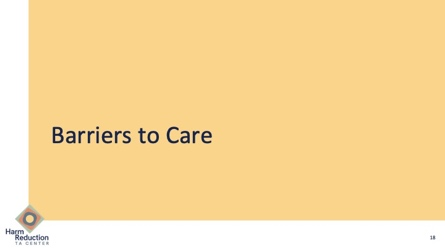 Barriers to Care
Harm
Reduction
TA CENTER
18